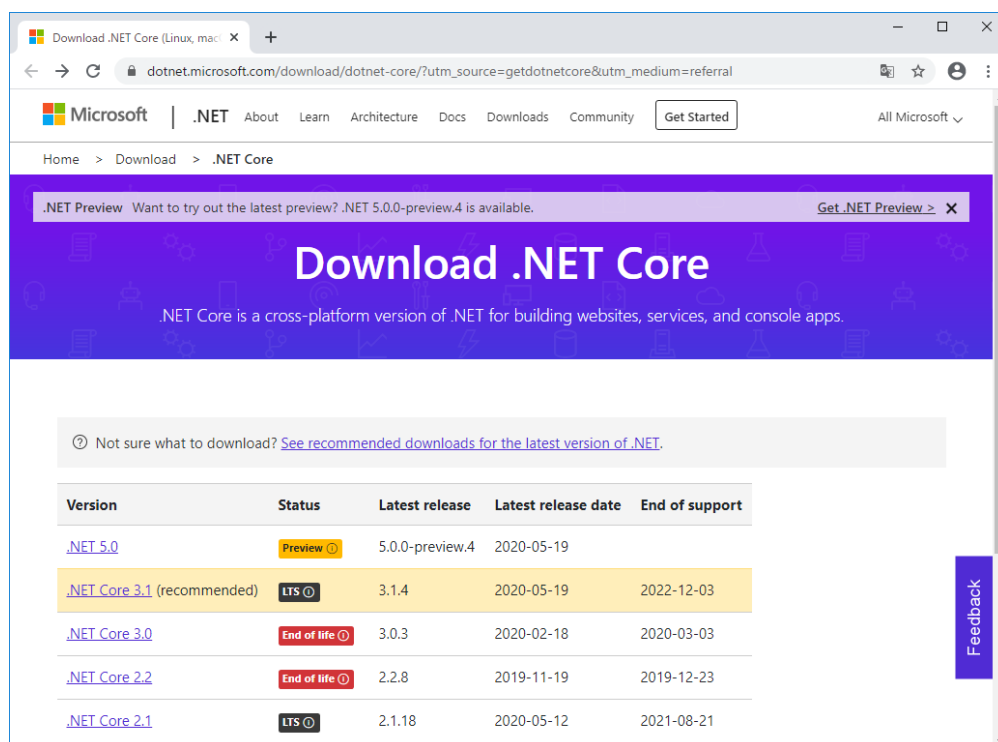 Download .NET Core (Linux, mac
dotnet.microsoft.com/download/dotnet-core/?utm_source=getdotnetcore&utm_medium=referral
Microsoft | .NET About Learn Architecture Docs Downloads Community Get Started All Microsoft
Home > Download > .NET Core
.NET Preview Want to try out the latest preview? .NET 5.0.0-preview.4 is available. Get .NET Preview >
Download .NET Core
.NET Core is a cross-platform version of .NET for building websites, services, and console apps.
Not sure what to download? See recommended downloads for the latest version of .NET.
Version Status Latest release Latest release date End of support
.NET 5.0 Preview 5.0.0-preview.4 2020-05-19
.NET Core 3.1 (recommended) LTS 3.1.4 2020-05-19 2022-12-03
.NET Core 3.0 End of life 3.0.3 2020-02-18 2020-03-03
.NET Core 2.2 End of life 2.2.8 2019-11-19 2019-12-23
.NET Core 2.1 LTS 2.1.18 2020-05-12 2021-08-21
Feedback